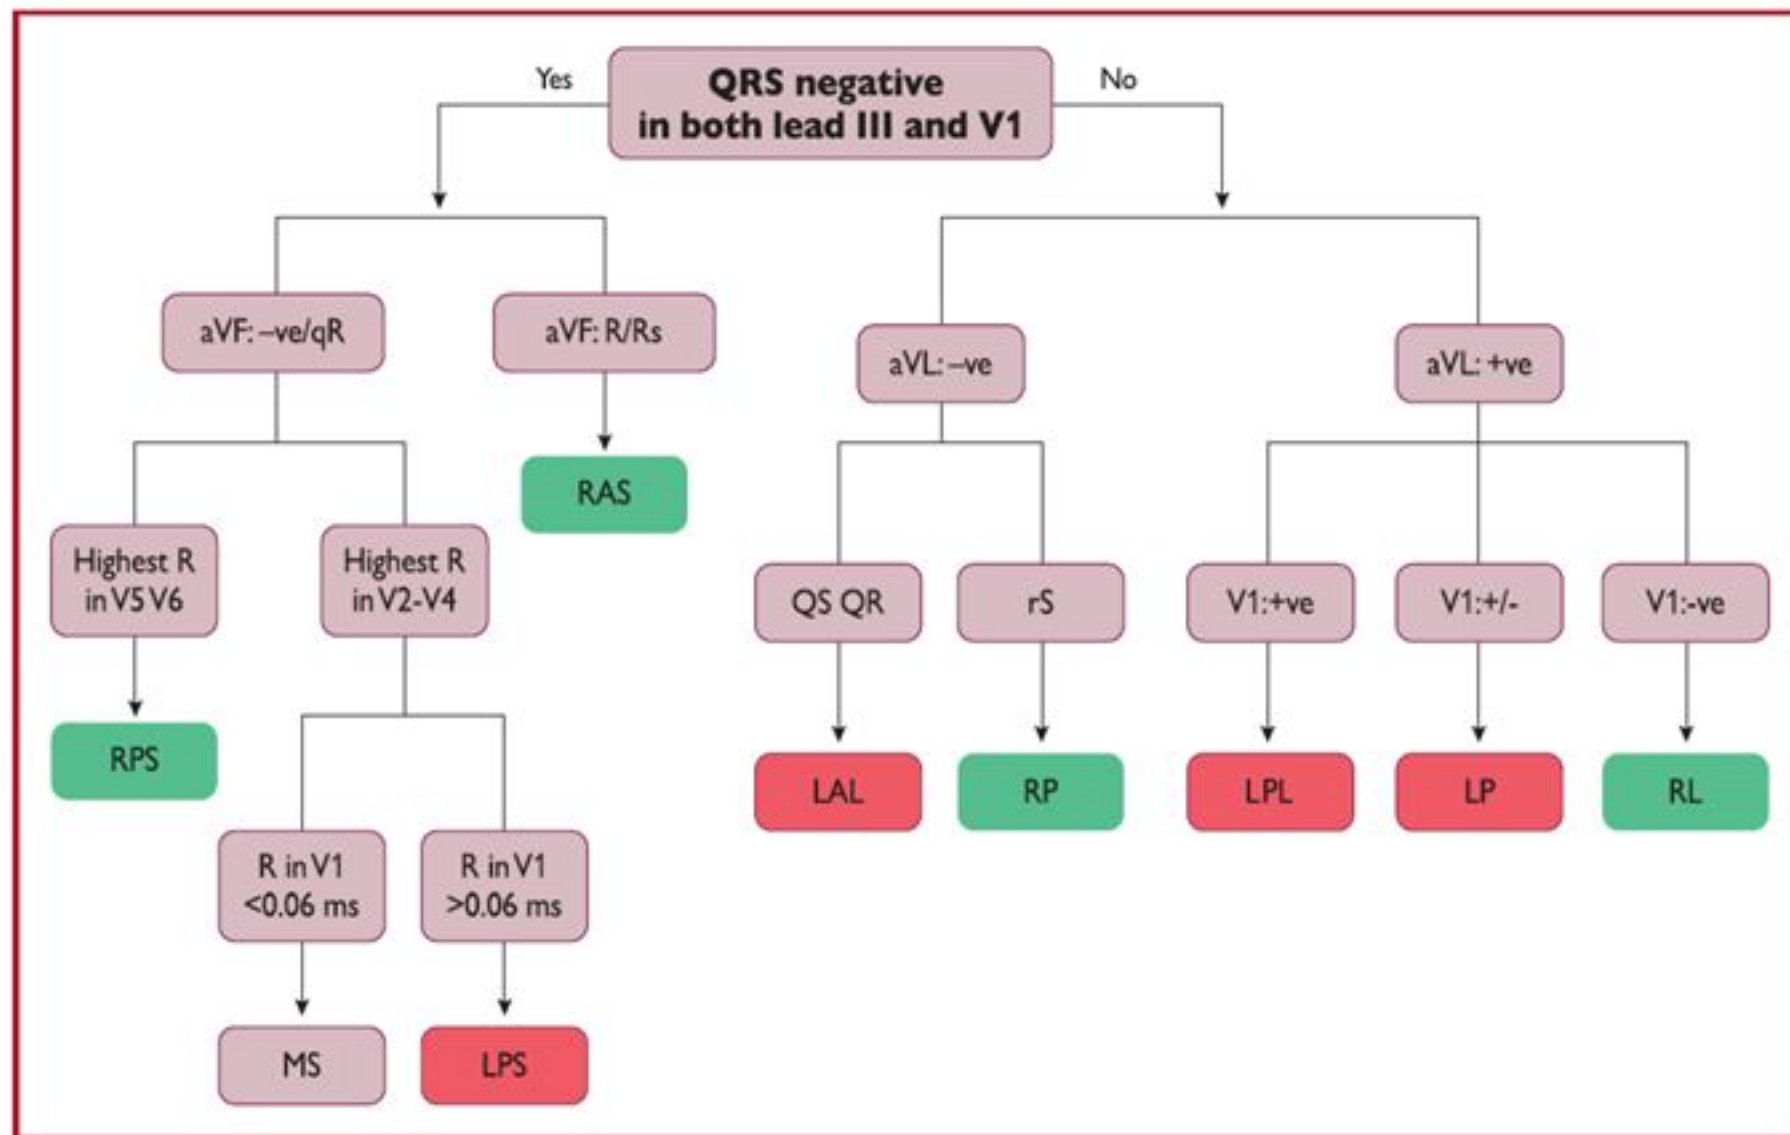 Yes
QRS negative
in both lead III and V1
No
aVF: –ve/qR
aVF: R/Rs
aVL: –ve
aVL: +ve
RAS
Highest R
in V5 V6
Highest R
in V2-V4
QS QR
rS
V1:+ve
V1:+/-
V1:-ve
RPS
LAL
RP
LPL
LP
RL
R in V1
<0.06 ms
R in V1
>0.06 ms
MS
LPS